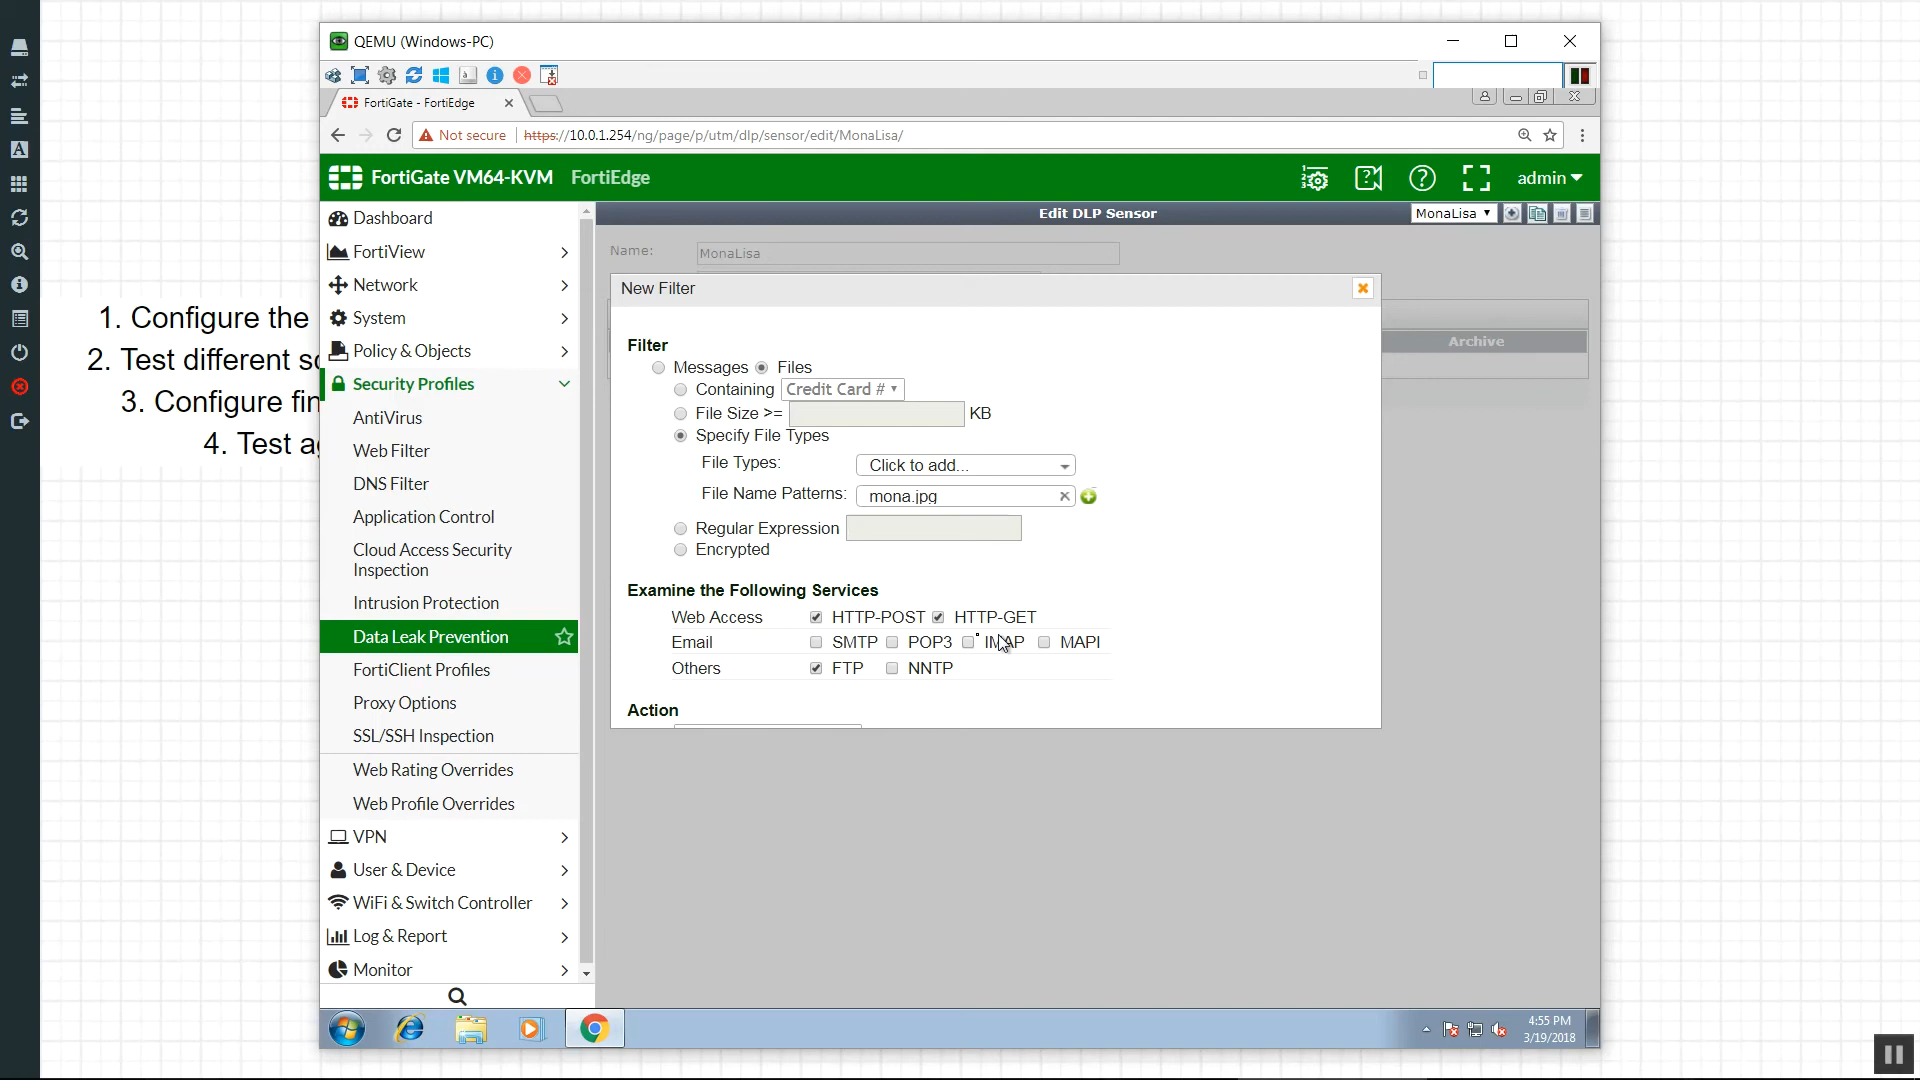 QEMU (Windows-PC)
FortiGate - FortiEdge
Not secure https://10.0.1.254/ng/page/p/utm/dlp/sensor/edit/MonaLisa/
FortiGate VM64-KVM FortiEdge
admin
Dashboard
FortiView
Network
System
Policy & Objects
Security Profiles
AntiVirus
Web Filter
DNS Filter
Application Control
Cloud Access Security
Inspection
Intrusion Protection
Data Leak Prevention
FortiClient Profiles
Proxy Options
SSL/SSH Inspection
Web Rating Overrides
Web Profile Overrides
VPN
User & Device
WiFi & Switch Controller
Log & Report
Monitor
Edit DLP Sensor
MonaLisa
Name: MonaLisa
Archive
New Filter
Filter
Messages Files
Containing Credit Card #
File Size >= KB
Specify File Types
File Types: Click to add...
File Name Patterns: mona.jpg
Regular Expression
Encrypted
Examine the Following Services
Web Access HTTP-POST HTTP-GET
Email SMTP POP3 IMAP MAPI
Others FTP NNTP
Action
1. Configure the
2. Test different
3. Configure
4. Test
4:55 PM
3/19/2018